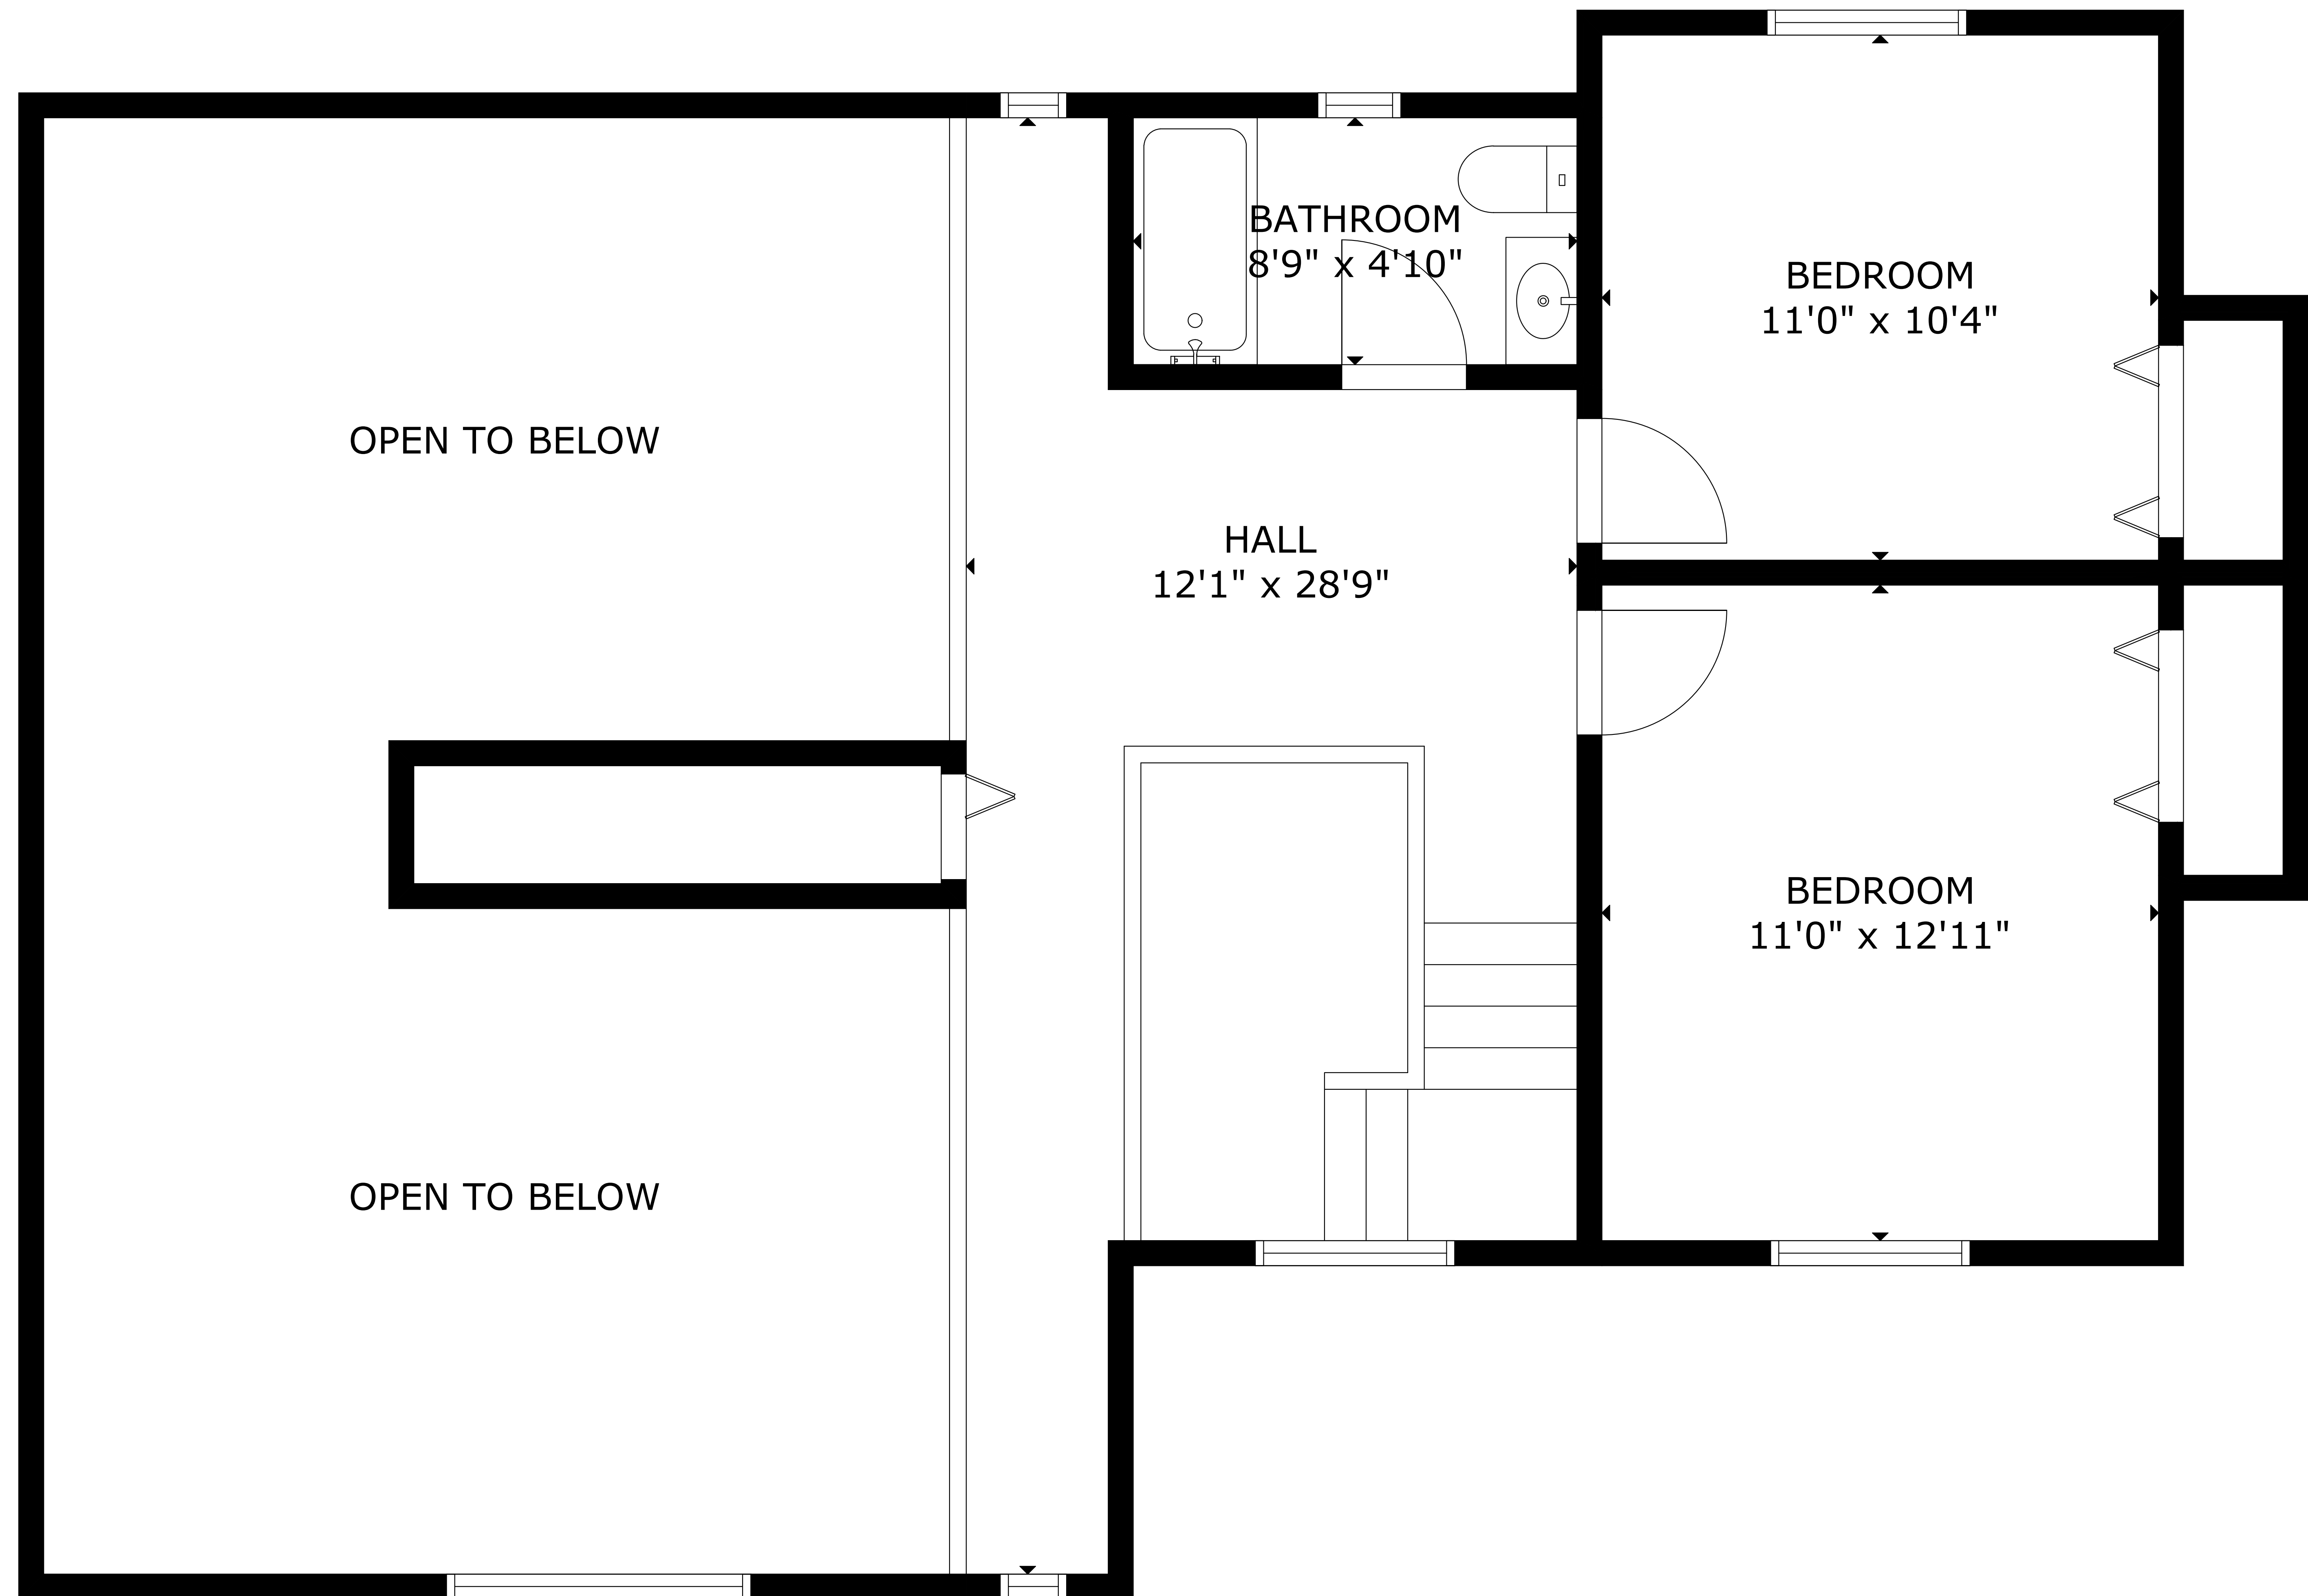 BATHROOM
8'9" x 4'10"
BEDROOM
11'0" x 10'4"
OPEN TO BELOW
HALL
12'1" x 28'9"
BEDROOM
11'0" x 12'11"
OPEN TO BELOW